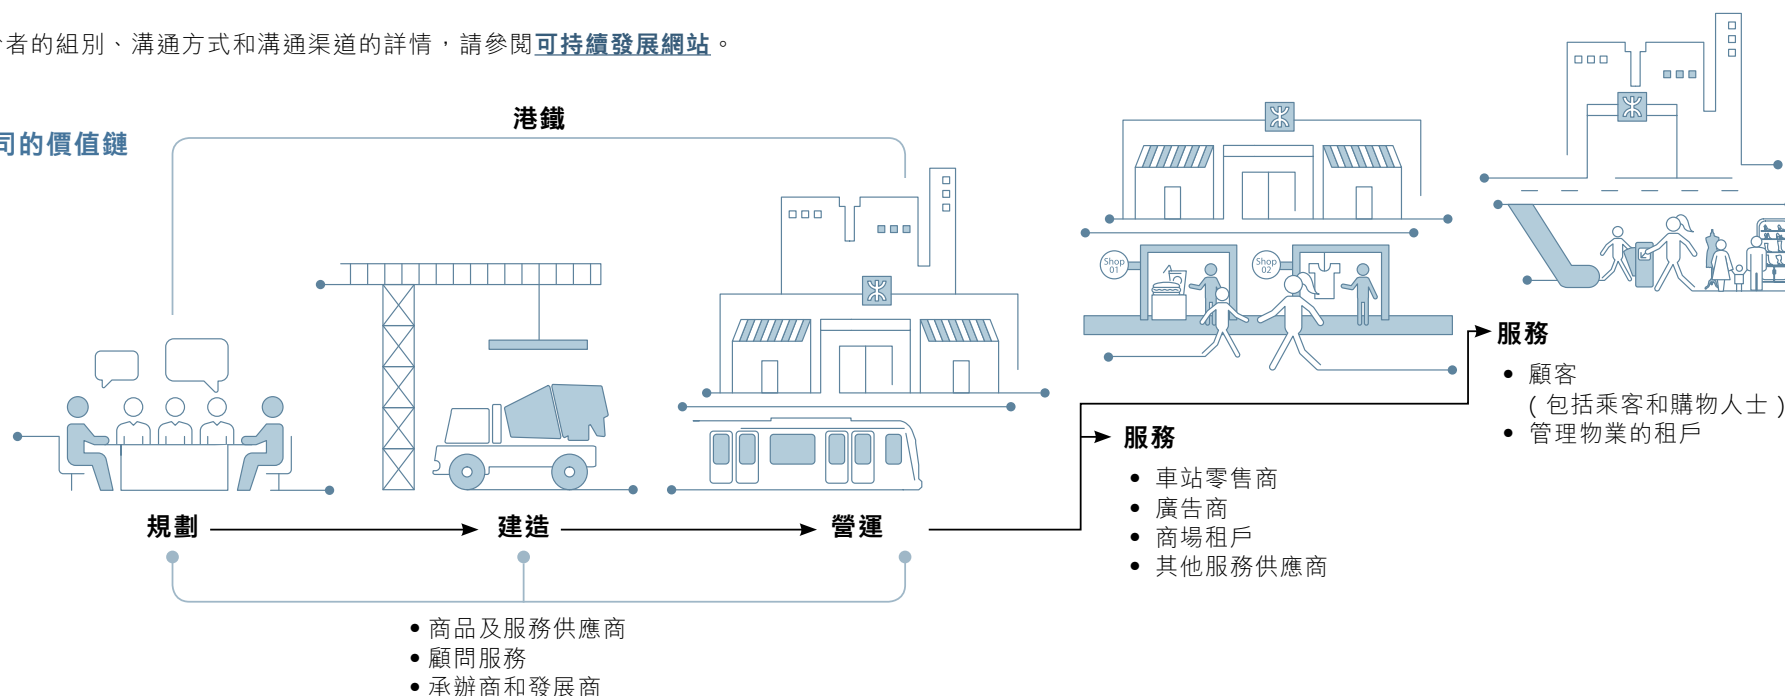 者的組別、溝通方式和溝通渠道的詳情，請參閱可持續發展網站。
司的價值鏈
港鐵
規劃
建造
營運
商品及服務供應商
顧問服務
承辦商和發展商
Shop
01
Shop
02
服務
車站零售商
廣告商
商場租戶
其他服務供應商
服務
顧客
( 包括乘客和購物人士 )
管理物業的租戶